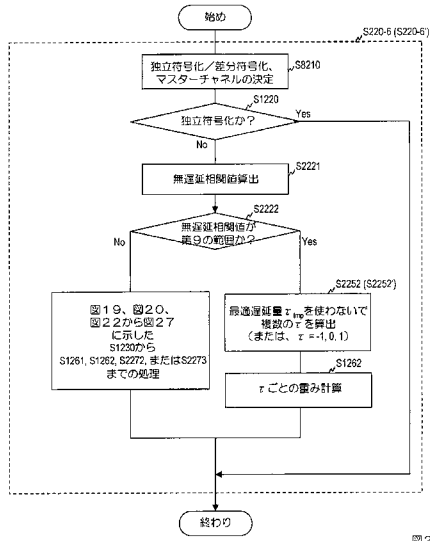 始め
S220-6 (S220-6')
独立符号化／差分符号化、
マスターチャネルの決定
S8210
S1220
独立符号化か？
Yes
No
無遅延相関値算出
S2221
S2222
無遅延相関値が
第9の範囲か？
No
Yes
図19、図20、
図22から図27
に示した
S1230から
S1261, S1262, S2272, またはS2273
までの処理
S2252 (S2252')
最適遅延量τtmpを使わないで
複数のτを算出
（または、τ=-1, 0, 1）
S1262
τごとの重み計算
終わり